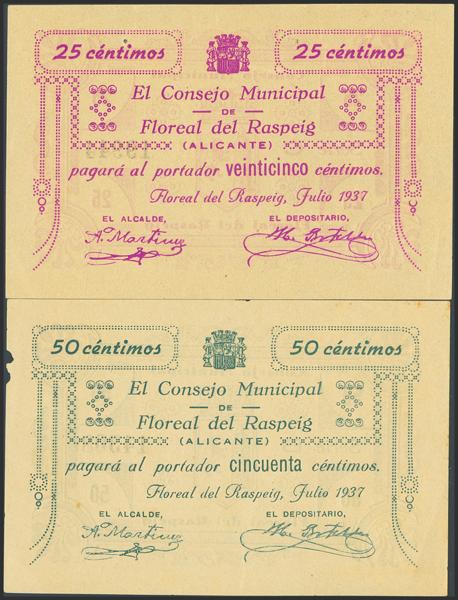 25 céntimos 25 céntimos
El Consejo Municipal
DE
Floreal del Raspeig
(ALICANTE)
pagará al portador veinticinco céntimos.
Floreal del Raspeig, Julio 1937
EL ALCALDE, EL DEPOSITARIO,
A. Martinez
50 céntimos 50 céntimos
El Consejo Municipal
DE
Floreal del Raspeig
(ALICANTE)
pagará al portador cincuenta céntimos.
Floreal del Raspeig, Julio 1937
EL ALCALDE, EL DEPOSITARIO,
A. Martinez